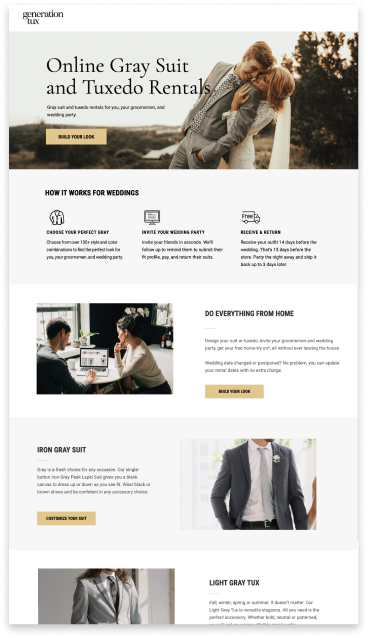 generation
tux
Online Gray Suit
and Tuxedo Rentals
Gray suit and tuxedo rentals for you, your groomsmen, and
wedding party.
BUILD YOUR LOOK
HOW IT WORKS FOR WEDDINGS
Free
CHOOSE YOUR PERFECT GRAY
Choose from over 100+ style and color
combinations to find the perfect look for
you, your groomsmen, and wedding party.
INVITE YOUR WEDDING PARTY
Invite your friends in seconds. We'll
follow up to remind them to submit their
fit profile, pay, and return their suits.
RECEIVE & RETURN
Receive your outfit 14 days before the
wedding. That's 13 days before the
store. Party the night away and ship it
back up to 3 days later.
DO EVERYTHING FROM HOME
Design your suit or tuxedo, invite your groomsmen and wedding
party, get your free home-try on*, all without ever leaving the house.
Wedding date changed or postponed? No problem, you can update
your rental dates with no extra charge.
BUILD YOUR LOOK
IRON GRAY SUIT
Gray is a fresh choice for any occasion. Our single-
button Iron Gray Peak Lapel Suit gives you a blank
canvas to dress up or down as you see fit. Wear black or
brown shoes and be confident in any accessory choice.
CUSTOMIZE YOUR SUIT
LIGHT GRAY TUX
Fall, winter, spring or summer. It doesn't matter. Our
Light Gray Tux is versatile elegance. All you need is the
perfect accessory. Whether bold, neutral or patterned,